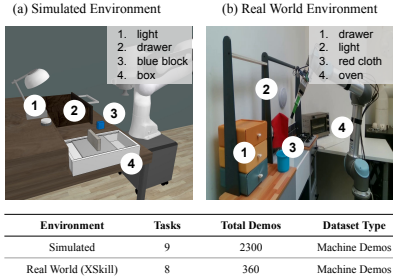 (a) Simulated Environment
(b) Real World Environment
1. light
2. drawer
3. blue block
4. box
1. drawer
2. light
3. red cloth
4. oven
1
2
3
4
1
2
3
4
Environment Tasks Total Demos Dataset Type
Simulated 9 2300 Machine Demos
Real World (XSkill) 8 360 Machine Demos